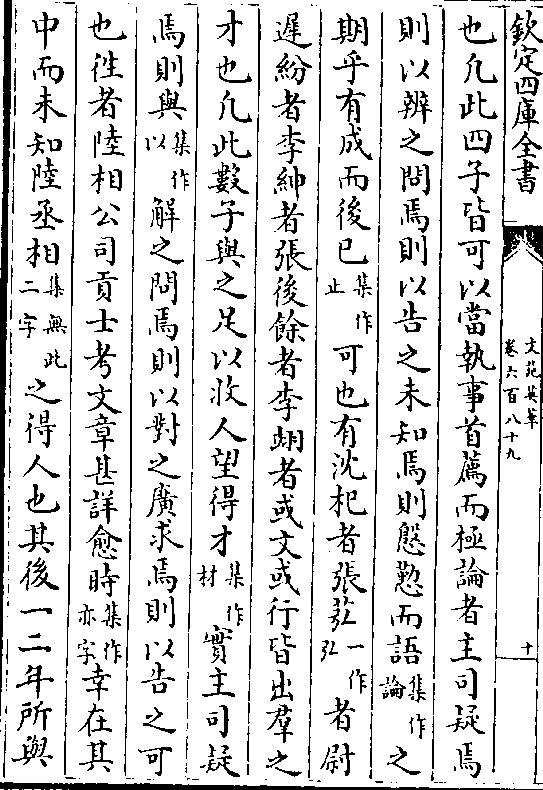 欽定四庫全書
文苑英華
卷六百八十九
十
也凡此四子皆可以當執事首薦而極論者主司疑焉
則以辨之問焉則以告之未知焉則慇懃而語集作論之
期乎有成而後已集作止可也有沈杞者張苰一作弘者尉
遲紛者李紳者張後餘者李翊者或文或行皆出羣之
才也凡此數子與之足以收人望得才集作材實主司疑
焉則與集作以解之問焉則以對之廣求焉則以告之可
也往者陸相公司貢士考文章甚詳愈時集作亦字幸在其
中而未知陸丞相集無此二字之得人也其後一二年所與